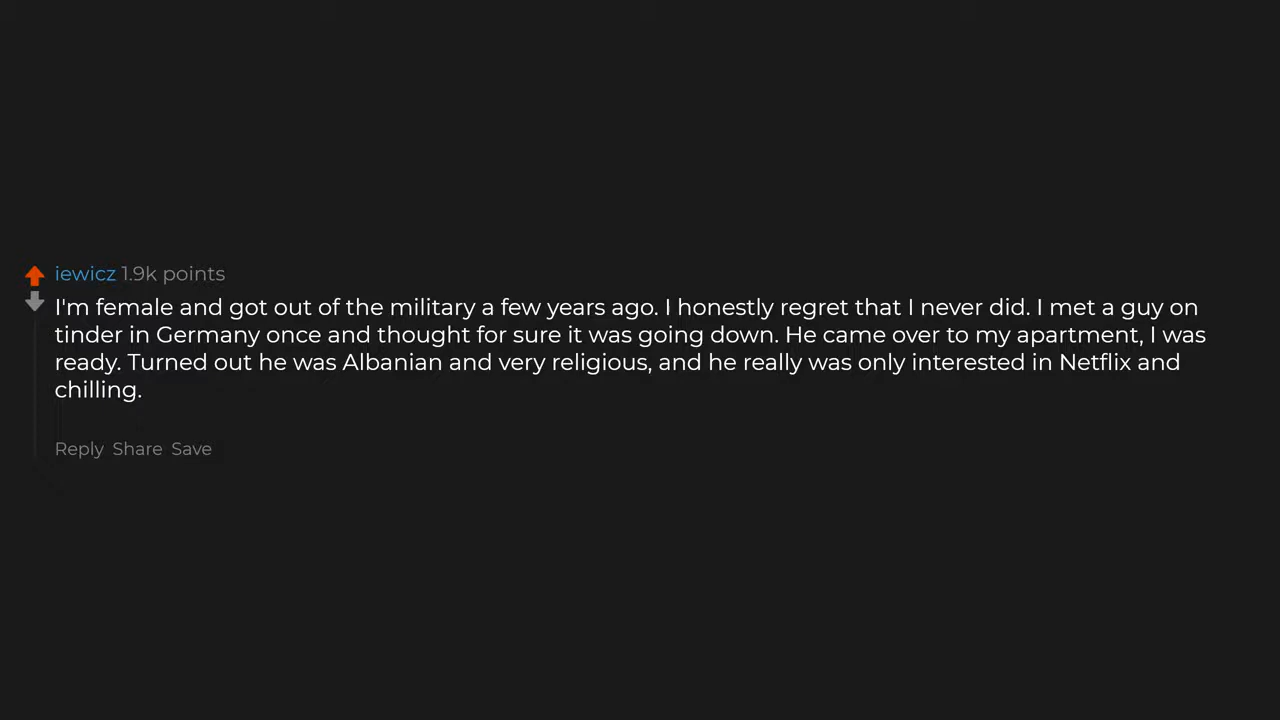 iewicz 1.9k points
I'm female and got out of the military a few years ago. I honestly regret that I never did. I met a guy on
tinder in Germany once and thought for sure it was going down. He came over to my apartment, I was
ready. Turned out he was Albanian and very religious, and he really was only interested in Netflix and
chilling.
Reply Share Save